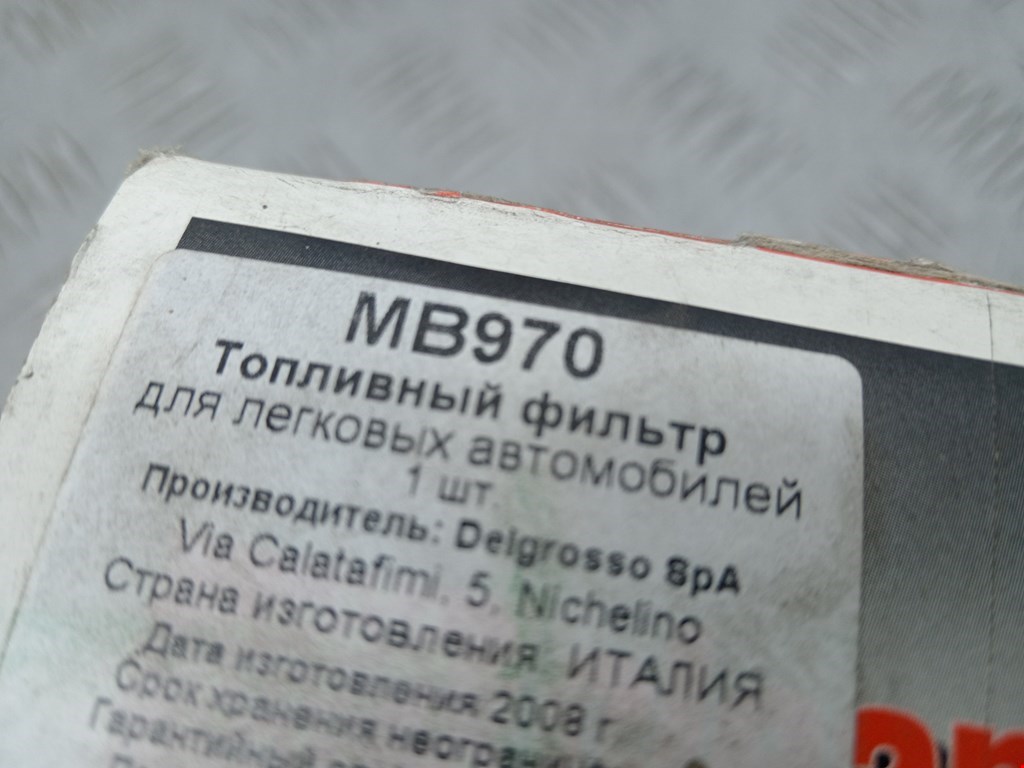 MB970
Топливный фильтр
для легковых автомобилей
1 шт.
Производитель: Delgrosso SpA
Via Calatafimi, 5, Nichelino
Страна изготовления ИТАЛИЯ
Дата изготовления 2008 г
Срок хранения
Гарантийный